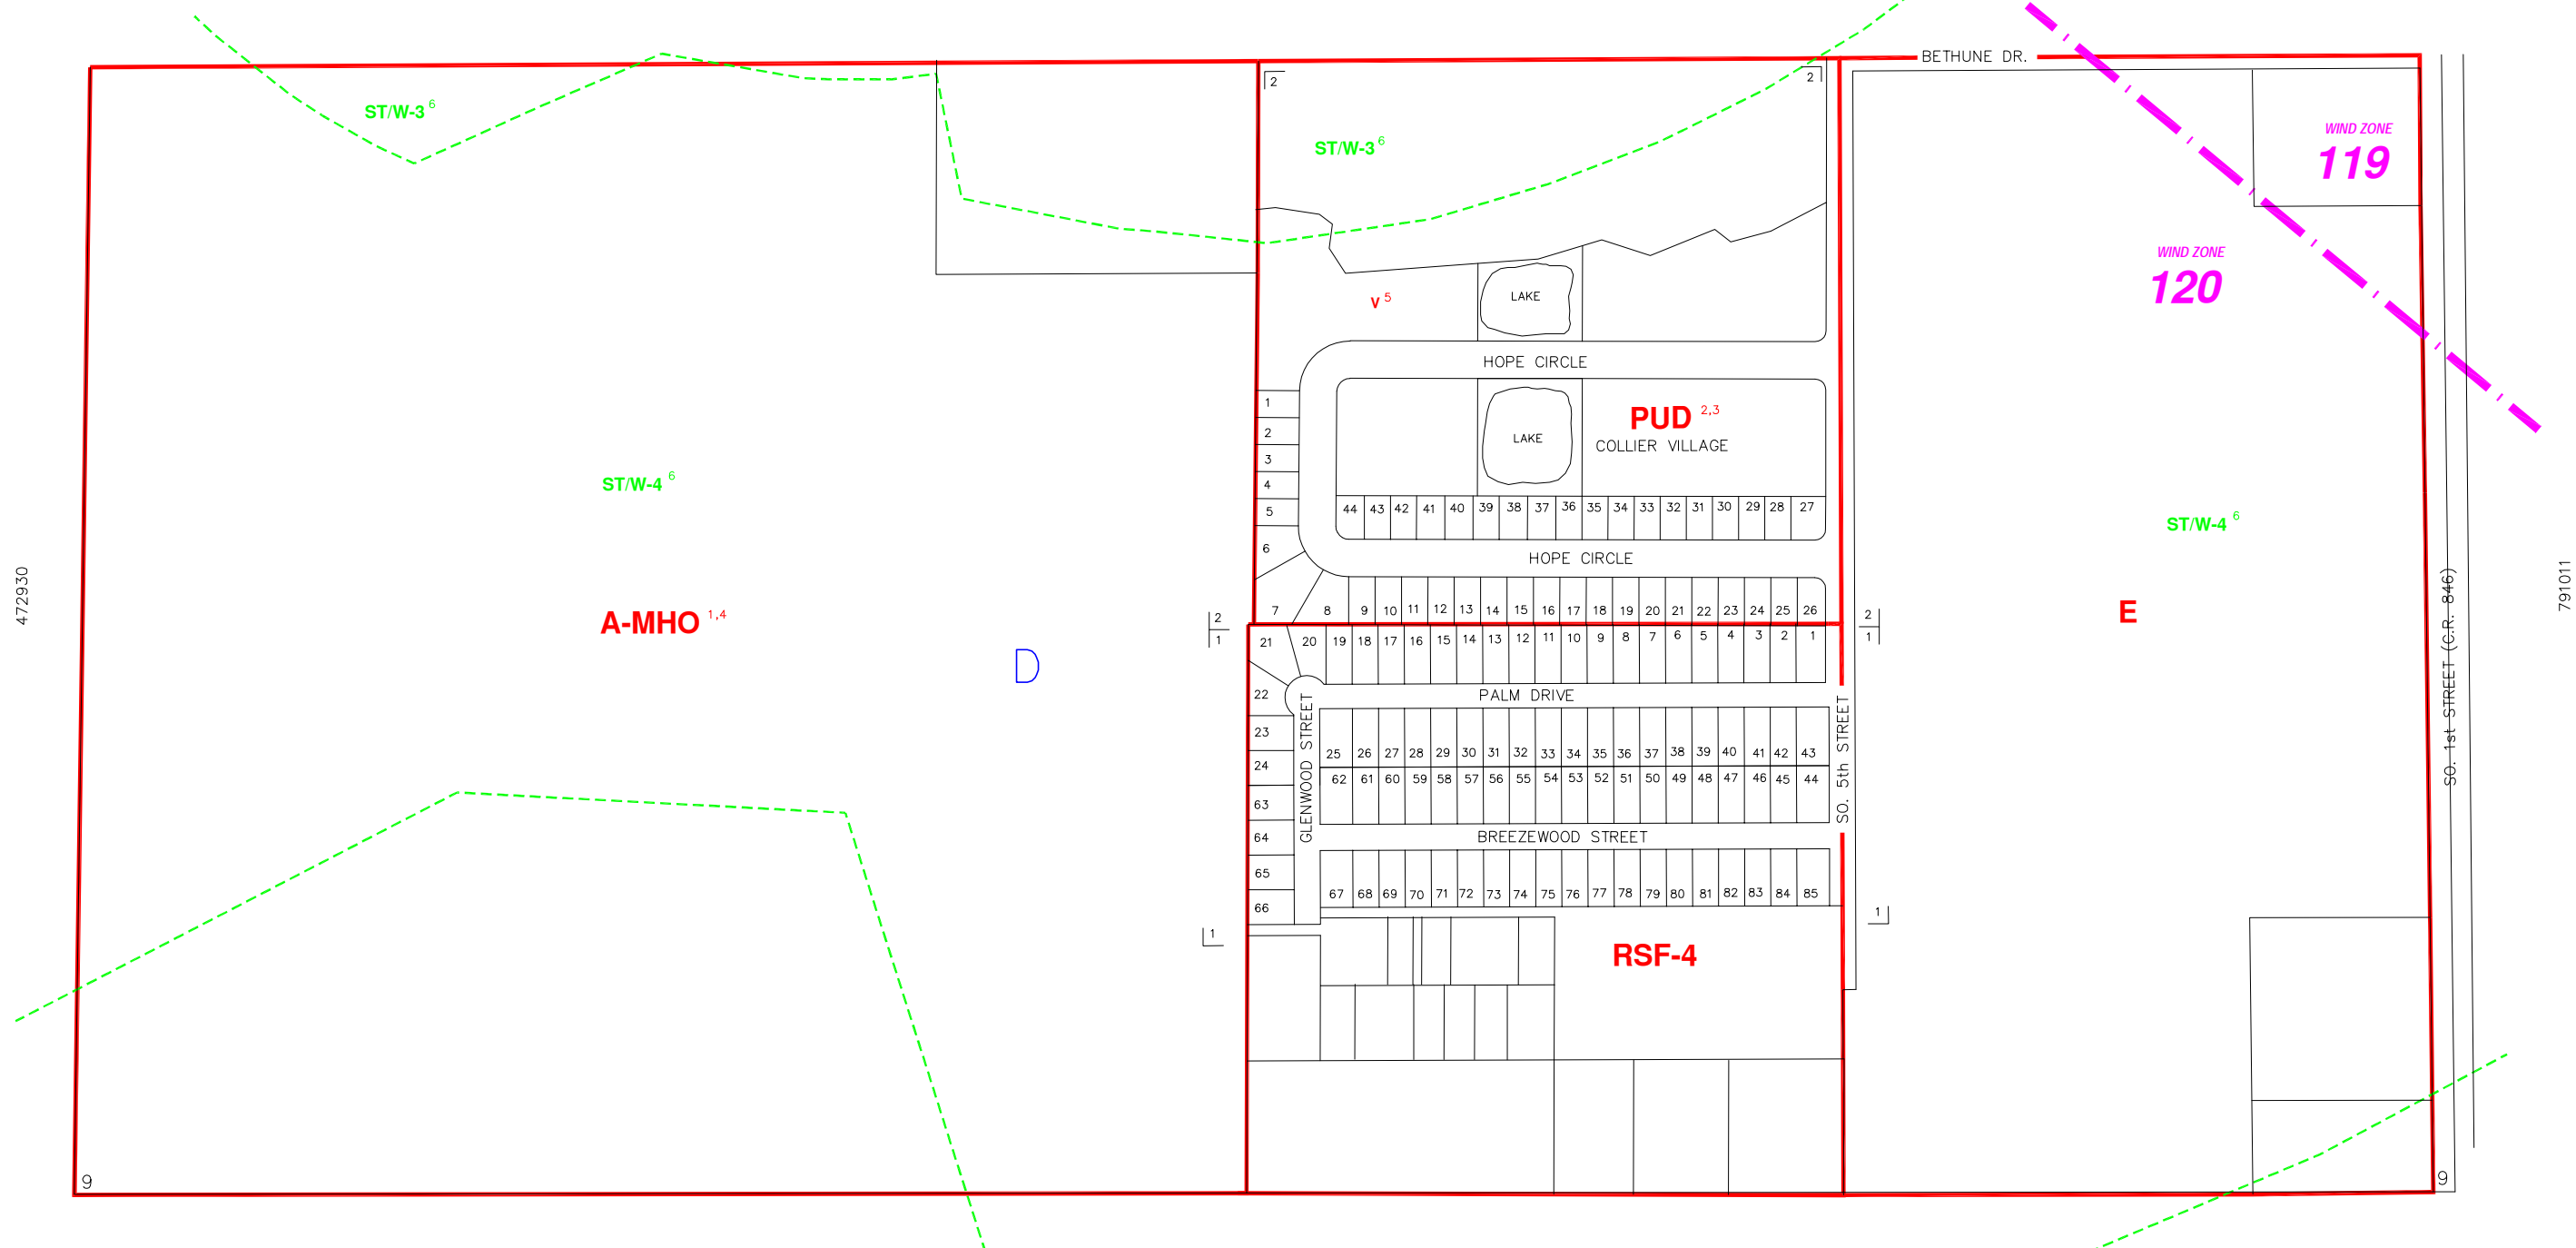 BETHUNE DR.
2
2
ST/W-3 6
WIND ZONE
119
ST/W-3 6
WIND ZONE
120
V 5
LAKE
HOPE CIRCLE
1
PUD 2,3
2
LAKE
COLLIER VILLAGE
3
ST/W-4 6
4
5
44 43 42 41 40 39 38 37 36 35 34 33 32 31 30 29 28 27
ST/W-4 6
6
HOPE CIRCLE
472930
791011
A-MHO 1,4
E
7 8 9 10 11 12 13 14 15 16 17 18 19 20 21 22 23 24 25 26
2
1
2
1
21 20 19 18 17 16 15 14 13 12 11 10 9 8 7 6 5 4 3 2 1
D
22
PALM DRIVE
SO. 1st STREET (C.R. 846)
GLENWOOD STREET
SO. 5th STREET
23
25 26 27 28 29 30 31 32 33 34 35 36 37 38 39 40 41 42 43
24
62 61 60 59 58 57 56 55 54 53 52 51 50 49 48 47 46 45 44
63
64
BREEZEWOOD STREET
65
67 68 69 70 71 72 73 74 75 76 77 78 79 80 81 82 83 84 85
66
1
1
RSF-4
9
9